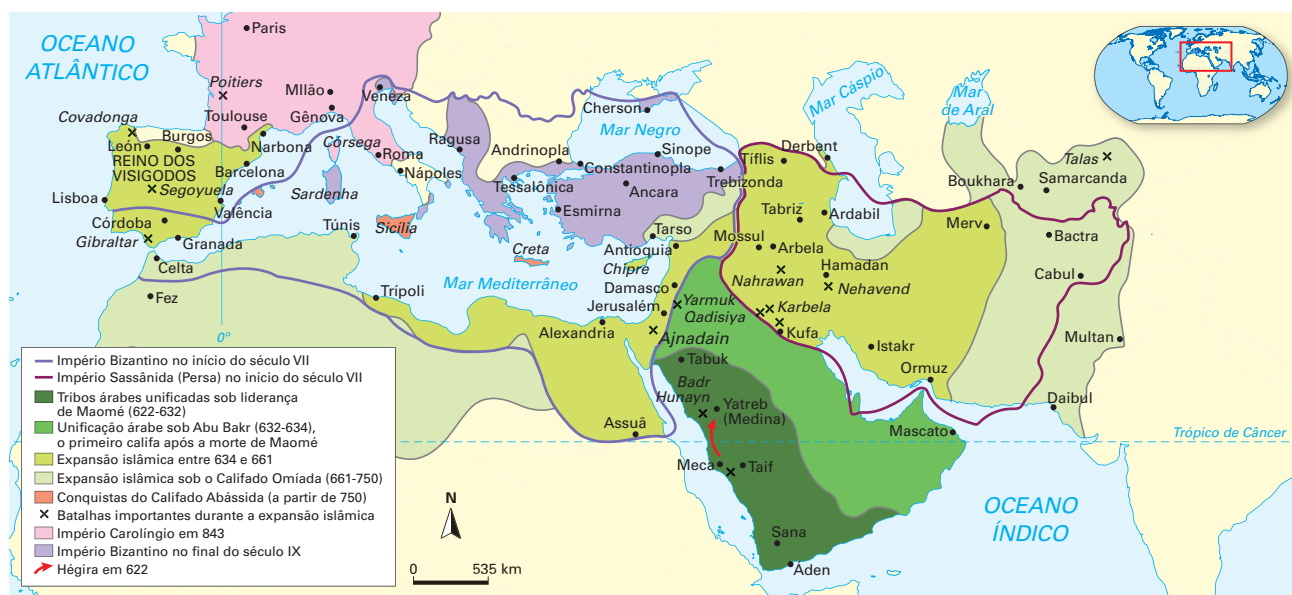 OCEANO
ATLÂNTICO
Paris
Poitiers
MIlão
Veneza
Covadonga
Toulouse
Gênova
León
Burgos
Narbona
Córsega
Ragusa
REINO DOS
VISIGODOS
Barcelona
Roma
Segoyuela
Nápoles
Lisboa
Valência
Sardenha
Córdoba
Gibraltar
Granada
Túnis
Sicília
Celta
Fez
Trípoli
Mar Mediterrâneo
0º
Cherson
Mar Negro
Andrinopla
Sinope
Constantinopla
Tessalônica
Ancara
Trebizonda
Esmirna
Tarso
Creta
Antioquia
Chipre
Damasco
Jerusalém
Yarmuk
Qadisiya
Alexandria
Ajnadain
Mar Cáspio
Mar
de Aral
Tíflis
Derbent
Talas
Boukhara
Samarcanda
Tabriz
Ardabil
Merv
Bactra
Mossul
Arbela
Hamadan
Cabul
Nahrawan
Nehavend
Karbela
Kufa
Multan
Istakr
Ormuz
Daibul
Tabuk
Badr
Hunayn
Yatreb
(Medina)
Assuã
Mascato
Trópico de Câncer
Meca
Taif
OCEANO
ÍNDICO
Sana
Áden
Império Bizantino no início do século VII
Império Sassânida (Persa) no início do século VII
Tribos árabes unificadas sob liderança
de Maomé (622-632)
Unificação árabe sob Abu Bakr (632-634),
o primeiro califa após a morte de Maomé
Expansão islâmica entre 634 e 661
Expansão islâmica sob o Califado Omíada (661-750)
Conquistas do Califado Abássida (a partir de 750)
Batalhas importantes durante a expansão islâmica
Império Carolíngio em 843
Império Bizantino no final do século IX
Hégira em 622
N
0
535 km